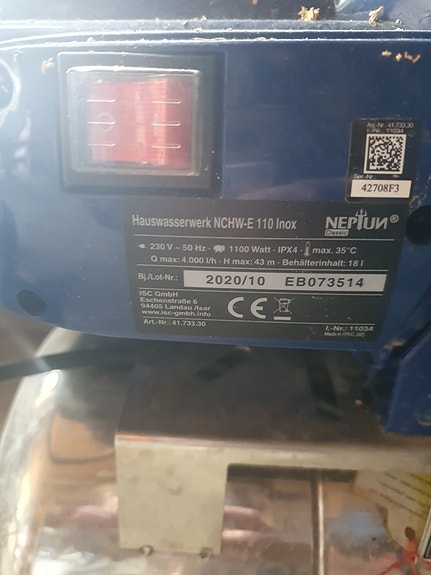 Art.-Nr. 41.733.30
I.-Nr.: 11034
Ser.-Nr.
42708F3
Hauswasserwerk NCHW-E 110 Inox
NEPTUN®
Classic
230 V ~ 50 Hz · 1100 Watt · IPX4 · max. 35°C
Q max: 4.000 l/h · H max: 43 m · Behälterinhalt: 18 l
Bj./Lot-Nr.: 2020/10 EB073514
ISC GmbH
Eschenstraße 6
94405 Landau /Isar
www.isc-gmbh.info
CE
Art.-Nr.: 41.733.30
I.-Nr.: 11034